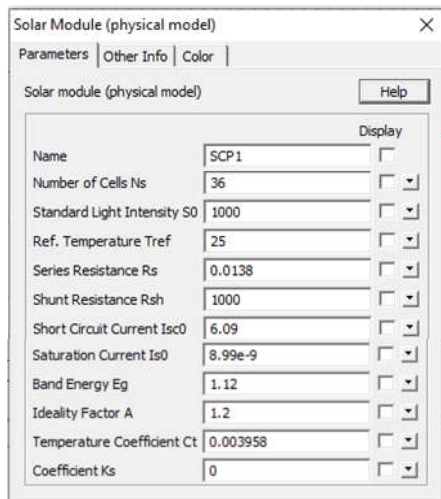 Solar Module (physical model)
Parameters Other Info Color
Solar module (physical model) Help
Display
Name SCP1
Number of Cells Ns 36
Standard Light Intensity S0 1000
Ref. Temperature Tref 25
Series Resistance Rs 0.0138
Shunt Resistance Rsh 1000
Short Circuit Current Isc0 6.09
Saturation Current Is0 8.99e-9
Band Energy Eg 1.12
Ideality Factor A 1.2
Temperature Coefficient Ct 0.003958
Coefficient Ks 0